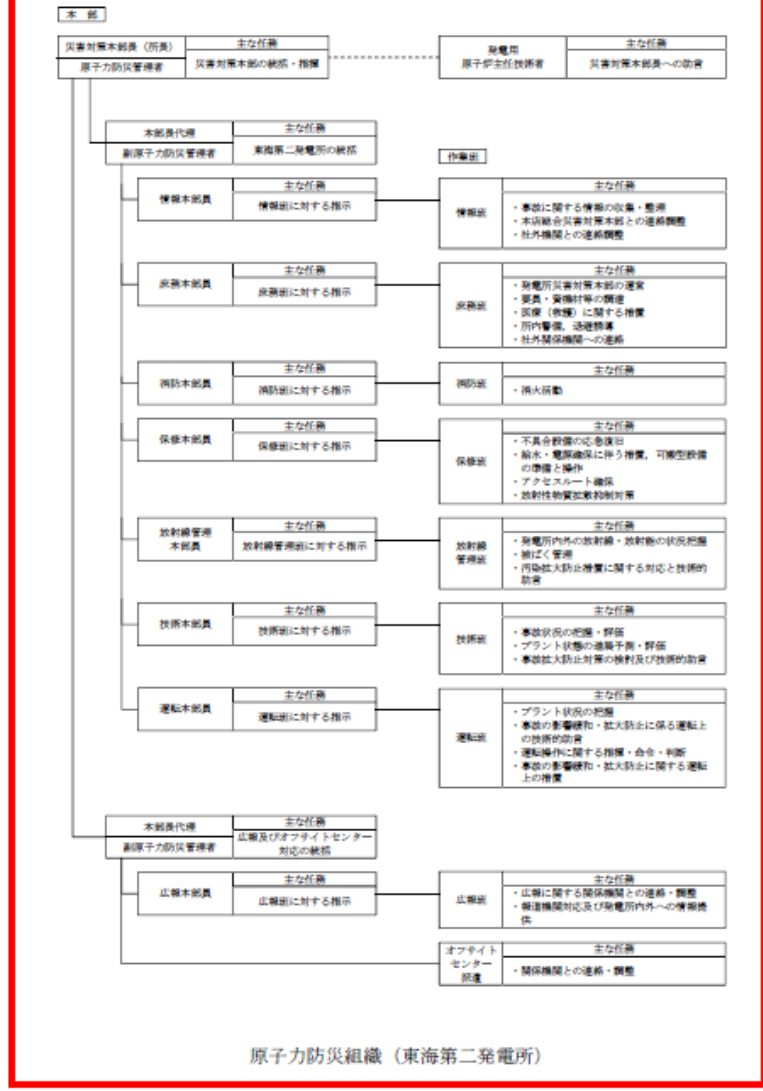 本 部
災害対策本部長（所長）
原子力防災管理者
主な任務
災害対策本部の統括・指揮
発電用
原子炉主任技術者
主な任務
災害対策本部長への助言
本部長代理
副原子力防災管理者
主な任務
東海第二発電所の統括
作業班
情報本部員
主な任務
情報班に対する指示
情報班
主な任務
・事故に関する情報の収集・整理
・本店総合災害対策本部との連絡調整
・社外機関との連絡調整
庶務本部員
主な任務
庶務班に対する指示
庶務班
主な任務
・発電所災害対策本部の運営
・要員・資機材等の調達
・医療（救護）に関する措置
・所内警備，退避誘導
・社外関係機関への連絡
消防本部員
主な任務
消防班に対する指示
消防班
主な任務
・消火活動
保修本部員
主な任務
保修班に対する指示
保修班
主な任務
・不具合設備の応急復旧
・給水・電源確保に伴う措置，可搬型設備
の準備と操作
・アクセスルート確保
・放射性物質拡散抑制対策
放射線管理
本部員
主な任務
放射線管理班に対する指示
放射線
管理班
主な任務
・発電所内外の放射線・放射能の状況把握
・被ばく管理
・汚染拡大防止措置に関する対応と技術的
助言
技術本部員
主な任務
技術班に対する指示
技術班
主な任務
・事故状況の把握・評価
・プラント状態の進展予測・評価
・事故拡大防止対策の検討及び技術的助言
運転本部員
主な任務
運転班に対する指示
運転班
主な任務
・プラント状況の把握
・事故の影響緩和・拡大防止に係る運転上
の技術的助言
・運転操作に関する指揮・命令・判断
・事故の影響緩和・拡大防止に関する運転
上の措置
本部長代理
副原子力防災管理者
主な任務
広報及びオフサイトセンター
対応の統括
広報本部員
主な任務
広報班に対する指示
広報班
主な任務
・広報に関する関係機関との連絡・調整
・報道機関対応及び発電所内外への情報提
供
オフサイト
センター
派遣
主な任務
・関係機関との連絡・調整
原子力防災組織（東海第二発電所）